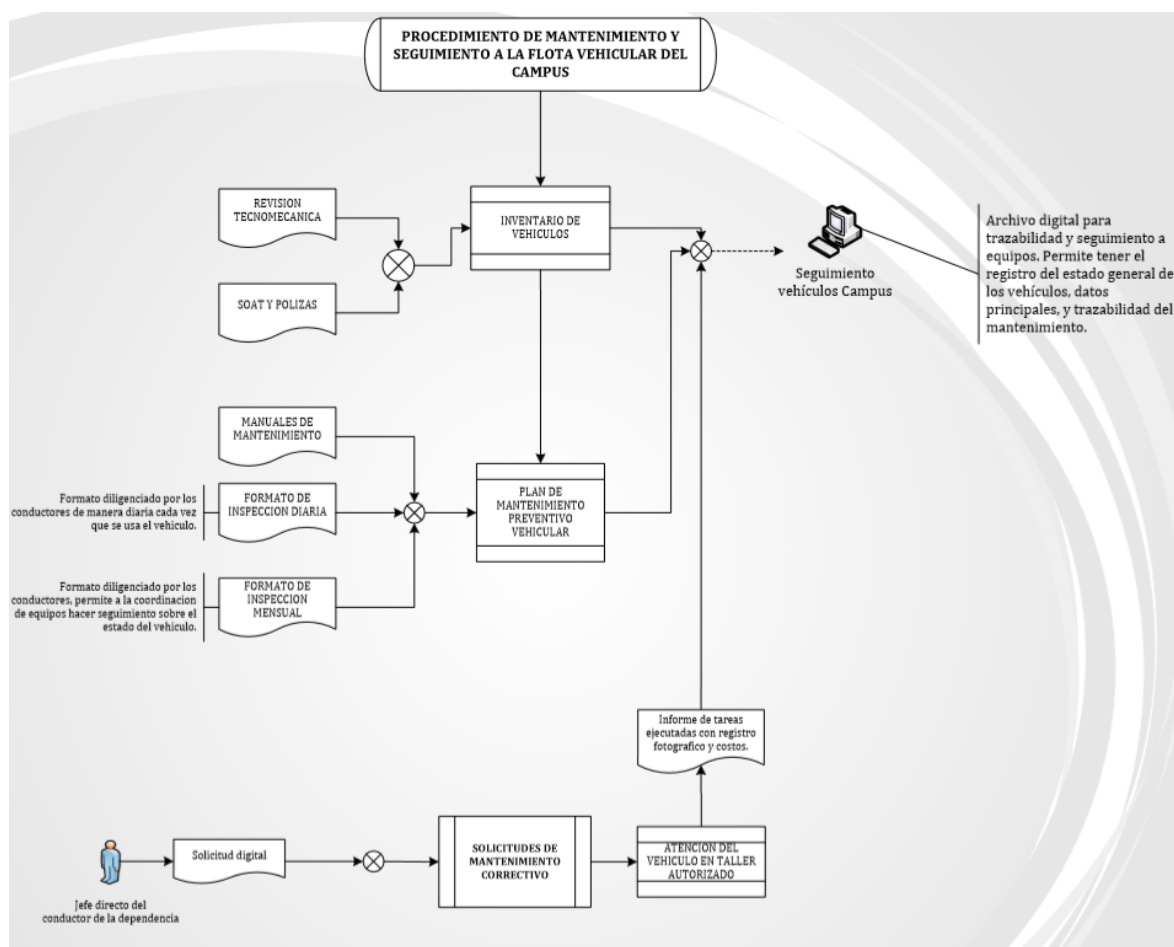 PROCEDIMIENTO DE MANTENIMIENTO Y
SEGUIMIENTO A LA FLOTA VEHICULAR DEL
CAMPUS
REVISION
TECNOMECANICA
INVENTARIO DE
VEHICULOS
SOAT Y POLIZAS
Seguimiento
vehículos Campus
Archivo digital para
trazabilidad y seguimiento a
equipos. Permite tener el
registro del estado general de
los vehículos, datos
principales, y trazabilidad del
mantenimiento.
MANUALES DE
MANTENIMIENTO
Formato diligenciado por los
conductores de manera diaria cada vez
que se usa el vehiculo.
FORMATO DE
INSPECCION DIARIA
PLAN DE
MANTENIMIENTO
PREVENTIVO
VEHICULAR
Formato diligenciado por los
conductores, permite a la coordinacion
de equipos hacer seguimiento sobre el
estado del vehiculo.
FORMATO DE
INSPECCION
MENSUAL
Informe de tareas
ejecutadas con registro
fotografico y costos.
Jefe directo del
conductor de la dependencia
Solicitud digital
SOLICITUDES DE
MANTENIMIENTO
CORRECTIVO
ATENCION DEL
VEHICULO EN TALLER
AUTORIZADO